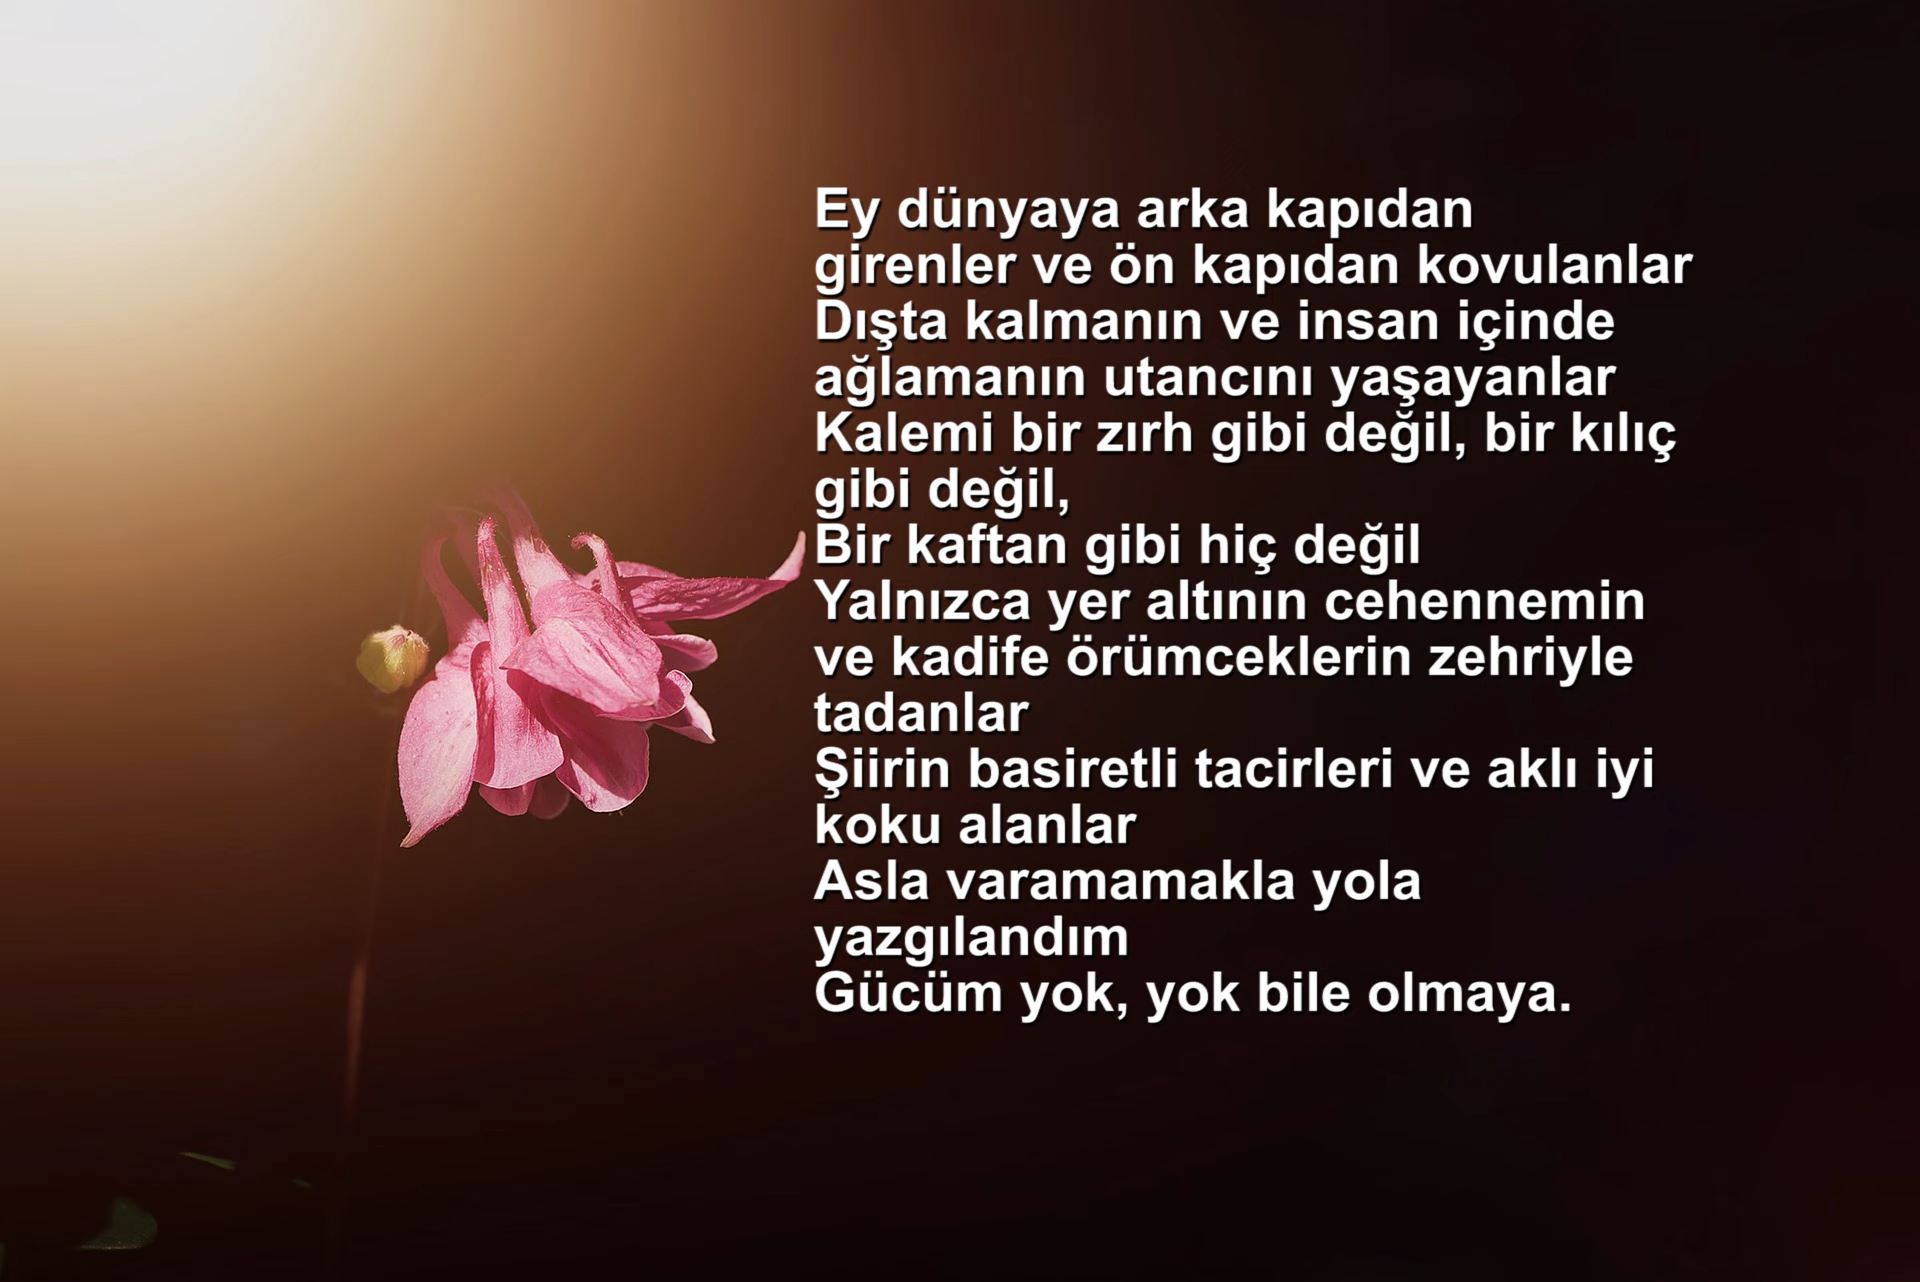 Ey dünyaya arka kapıdan
girenler ve ön kapıdan kovulanlar
Dışta kalmanın ve insan içinde
ağlamanın utancını yaşayanlar
Kalemi bir zırh gibi değil, bir kılıç
gibi değil,
Bir kaftan gibi hiç değil
Yalnızca yer altının cehennemin
ve kadife örümceklerin zehriyle
tadanlar
Şiirin basiretli tacirleri ve aklı iyi
koku alanlar
Asla varamamakla yola
yazgılandım
Gücüm yok, yok bile olmaya.